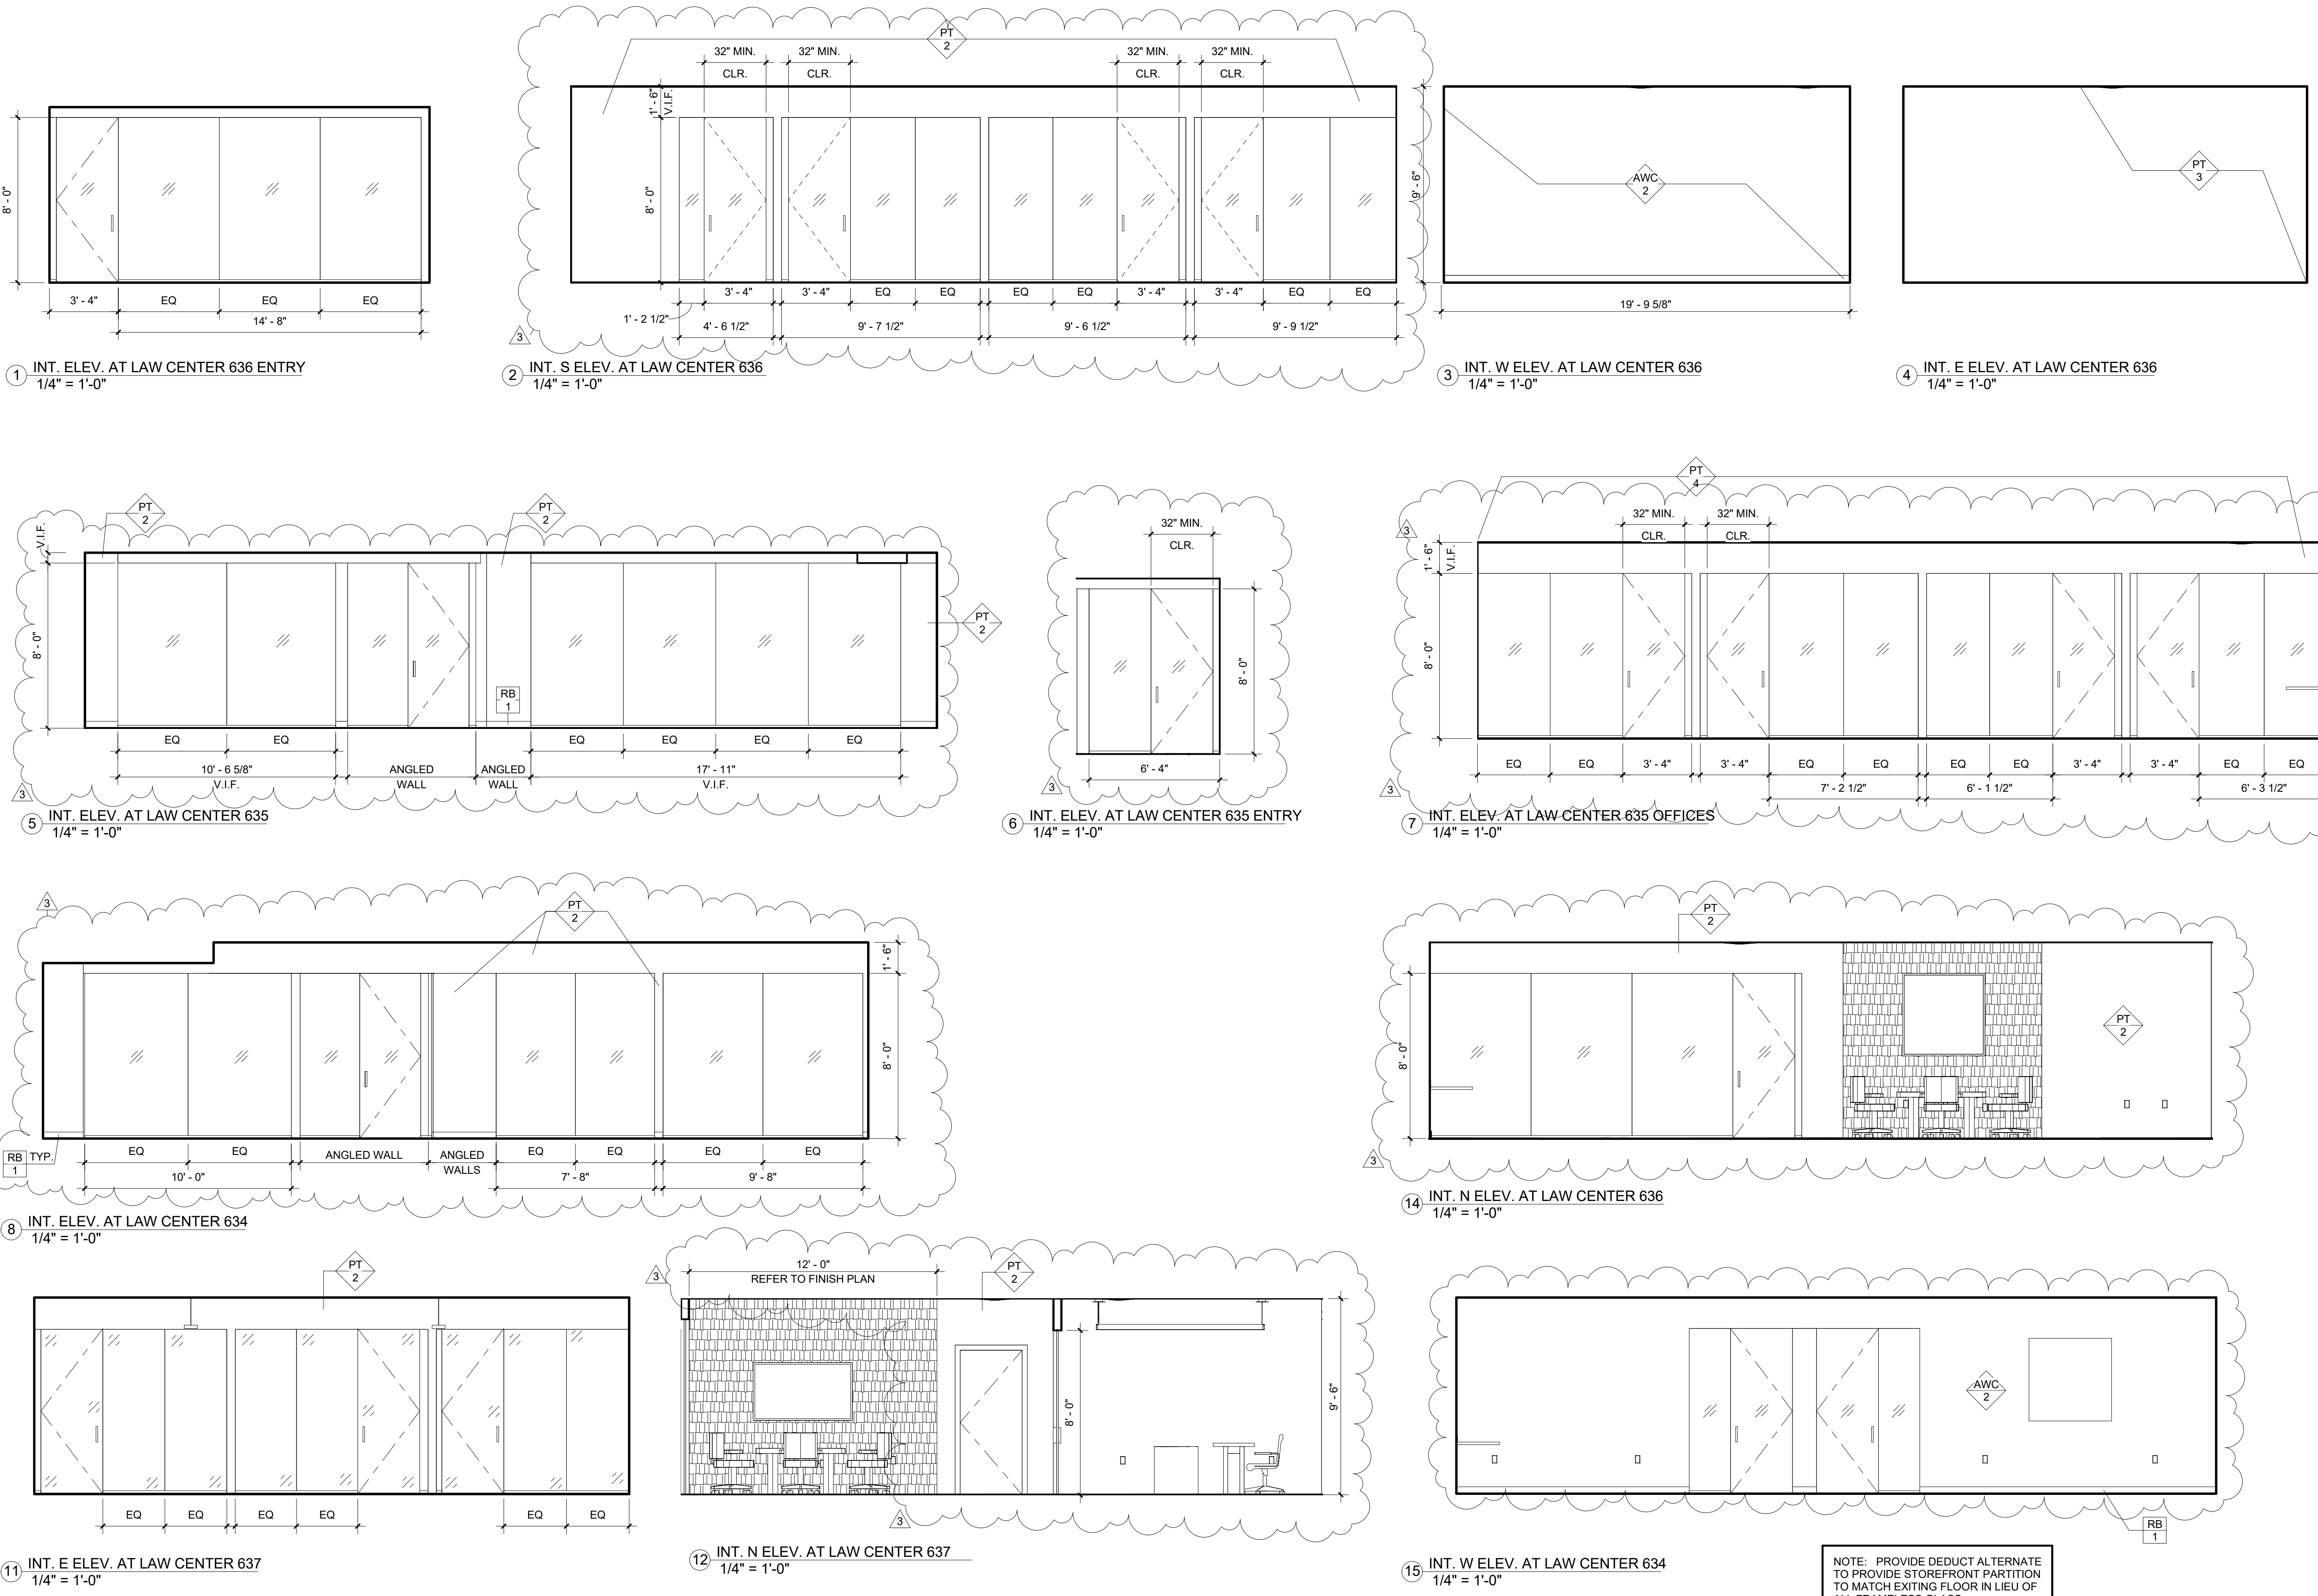 8' - 0"
3' - 4"
EQ
EQ
EQ
14' - 8"
1
INT. ELEV. AT LAW CENTER 636 ENTRY
1/4" = 1'-0"
PT
2
32" MIN.
CLR.
32" MIN.
CLR.
32" MIN.
CLR.
32" MIN.
CLR.
1' - 6"
V.I.F.
8' - 0"
9' - 6"
3' - 4"
3' - 4"
EQ
EQ
EQ
EQ
3' - 4"
3' - 4"
EQ
EQ
1' - 2 1/2"
4' - 6 1/2"
9' - 7 1/2"
9' - 6 1/2"
9' - 9 1/2"
3
2
INT. S ELEV. AT LAW CENTER 636
1/4" = 1'-0"
AWC
2
19' - 9 5/8"
3
INT. W ELEV. AT LAW CENTER 636
1/4" = 1'-0"
PT
3
4
INT. E ELEV. AT LAW CENTER 636
1/4" = 1'-0"
PT
2
PT
2
V.I.F.
8' - 0"
PT
2
RB
1
EQ
EQ
EQ
EQ
EQ
EQ
10' - 6 5/8"
V.I.F.
ANGLED
WALL
ANGLED
WALL
17' - 11"
V.I.F.
3
5
INT. ELEV. AT LAW CENTER 635
1/4" = 1'-0"
32" MIN.
CLR.
8' - 0"
6' - 4"
3
6
INT. ELEV. AT LAW CENTER 635 ENTRY
1/4" = 1'-0"
PT
4
3
32" MIN.
CLR.
32" MIN.
CLR.
1' - 6"
V.I.F.
8' - 0"
EQ
EQ
3' - 4"
3' - 4"
EQ
EQ
EQ
EQ
3' - 4"
3' - 4"
EQ
EQ
7' - 2 1/2"
6' - 1 1/2"
6' - 3 1/2"
3
7
INT. ELEV. AT LAW CENTER 635 OFFICES
1/4" = 1'-0"
3
PT
2
1' - 6"
8' - 0"
RB
1
TYP.
EQ
EQ
ANGLED WALL
ANGLED
WALLS
EQ
EQ
EQ
EQ
10' - 0"
7' - 8"
9' - 8"
8
INT. ELEV. AT LAW CENTER 634
1/4" = 1'-0"
PT
2
8' - 0"
PT
2
3
14
INT. N ELEV. AT LAW CENTER 636
1/4" = 1'-0"
PT
2
EQ
EQ
EQ
EQ
EQ
EQ
11
INT. E ELEV. AT LAW CENTER 637
1/4" = 1'-0"
3
12' - 0"
REFER TO FINISH PLAN
PT
2
8' - 0"
9' - 6"
3
12
INT. N ELEV. AT LAW CENTER 637
1/4" = 1'-0"
AWC
2
RB
1
15
INT. W ELEV. AT LAW CENTER 634
1/4" = 1'-0"
NOTE: PROVIDE DEDUCT ALTERNATE
TO PROVIDE STOREFRONT PARTITION
TO MATCH EXITING FLOOR IN LIEU OF